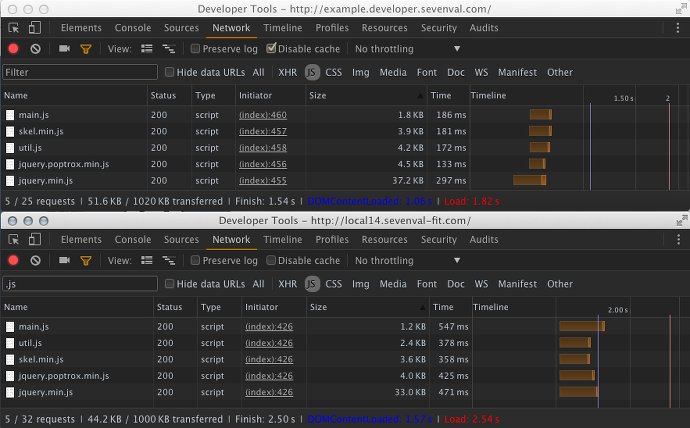 Developer Tools - http://example.developer.sevenval.com/
Elements Network Timeline Profiles Resources Security Audits
View: Preserve log Disable cache No throttling
Filter Hide data URLs All XHR JS CSS Img Media Font Doc WS Manifest Other
Name Status Type Initiator Size Time Timeline 1.50 s 2
main.js 200 script (index):460 1.8 KB 186 ms
skel.min.js 200 script (index):457 3.9 KB 181 ms
util.js 200 script (index):458 4.2 KB 172 ms
jquery.poptrox.min.js 200 script (index):456 4.5 KB 133 ms
jquery.min.js 200 script (index):455 37.2 KB 297 ms
5 / 25 requests | 51.6 KB / 1020 KB transferred | Finish: 1.54 s | DOMContentLoaded: 1.06 s | Load: 1.82 s
Developer Tools - http://local14.sevenval-fit.com/
Elements Network Timeline Profiles Resources Security Audits
View: Preserve log Disable cache No throttling
.js Hide data URLs All XHR JS CSS Img Media Font Doc WS Manifest Other
Name Status Type Initiator Size Time Timeline 2.00 s
main.js 200 script (index):426 1.2 KB 547 ms
util.js 200 script (index):426 2.4 KB 378 ms
skel.min.js 200 script (index):426 3.6 KB 358 ms
jquery.poptrox.min.js 200 script (index):426 4.0 KB 425 ms
jquery.min.js 200 script (index):426 33.0 KB 471 ms
5 / 32 requests | 44.2 KB / 1000 KB transferred | Finish: 2.50 s | DOMContentLoaded: 1.57 s | Load: 2.54 s